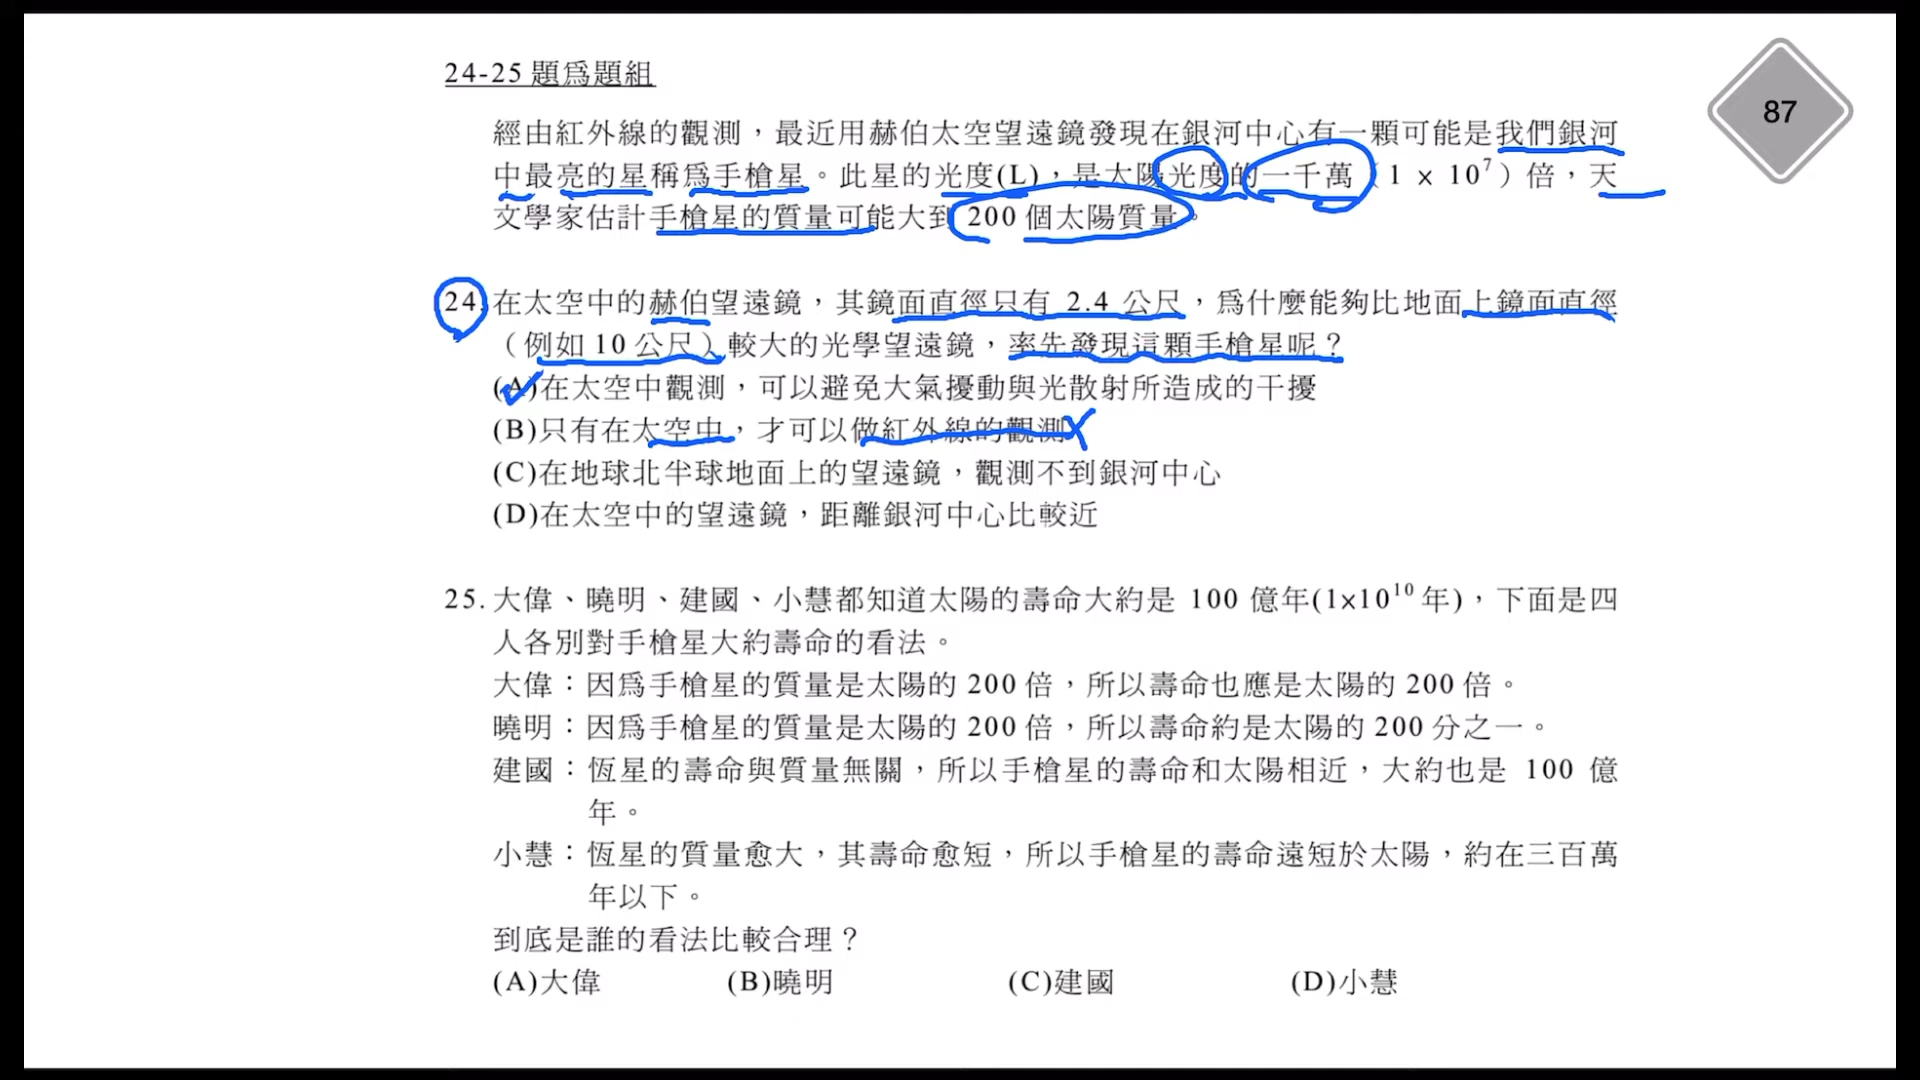 24-25 題爲題組
87
經由紅外線的觀測，最近用赫伯太空望遠鏡發現在銀河中心有一顆可能是我們銀河
中最亮的星稱爲手槍星。此星的光度(L)，是太陽光度的一千萬（1 × 10⁷）倍，天
文學家估計手槍星的質量可能大到 200 個太陽質量。
24.在太空中的赫伯望遠鏡，其鏡面直徑只有 2.4 公尺，爲什麼能夠比地面上鏡面直徑
（例如 10 公尺）較大的光學望遠鏡，率先發現這顆手槍星呢？
(A)在太空中觀測，可以避免大氣擾動與光散射所造成的干擾
(B)只有在太空中，才可以做紅外線的觀測
(C)在地球北半球地面上的望遠鏡，觀測不到銀河中心
(D)在太空中的望遠鏡，距離銀河中心比較近
25.大偉、曉明、建國、小慧都知道太陽的壽命大約是 100 億年(1×10¹⁰年)，下面是四
人各別對手槍星大約壽命的看法。
大偉：因爲手槍星的質量是太陽的 200 倍，所以壽命也應是太陽的 200 倍。
曉明：因爲手槍星的質量是太陽的 200 倍，所以壽命約是太陽的 200 分之一。
建國：恆星的壽命與質量無關，所以手槍星的壽命和太陽相近，大約也是 100 億
年。
小慧：恆星的質量愈大，其壽命愈短，所以手槍星的壽命遠短於太陽，約在三百萬
年以下。
到底是誰的看法比較合理？
(A)大偉 (B)曉明 (C)建國 (D)小慧